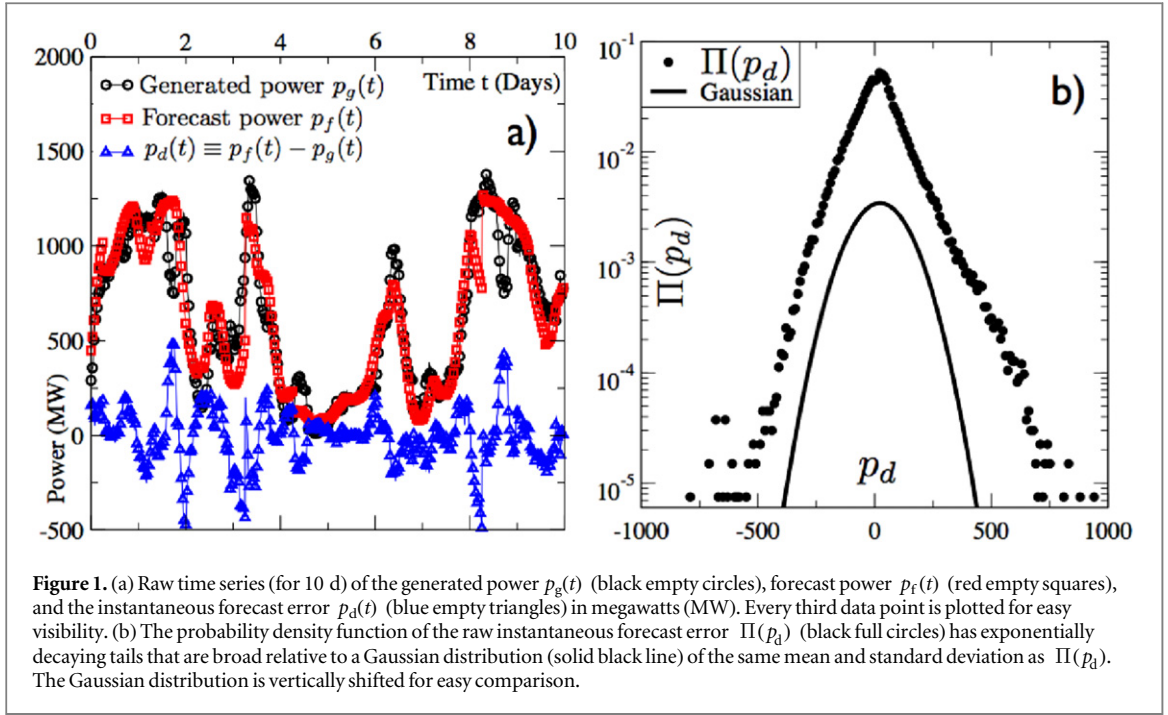 0 2 4 6 8 10
2000
1500
1000
500
0
-500
Power (MW)
Time t (Days)
Generated power p_g(t)
Forecast power p_f(t)
p_d(t) ≡ p_f(t) − p_g(t)
a)
0 2 4 6 8 10
10^-1
10^-2
10^-3
10^-4
10^-5
Π(p_d)
Π(p_d)
Gaussian
b)
p_d
-1000 -500 0 500 1000
Figure 1. (a) Raw time series (for 10 d) of the generated power p_g(t) (black empty circles), forecast power p_f(t) (red empty squares),
and the instantaneous forecast error p_d(t) (blue empty triangles) in megawatts (MW). Every third data point is plotted for easy
visibility. (b) The probability density function of the raw instantaneous forecast error Π(p_d) (black full circles) has exponentially
decaying tails that are broad relative to a Gaussian distribution (solid black line) of the same mean and standard deviation as Π(p_d).
The Gaussian distribution is vertically shifted for easy comparison.